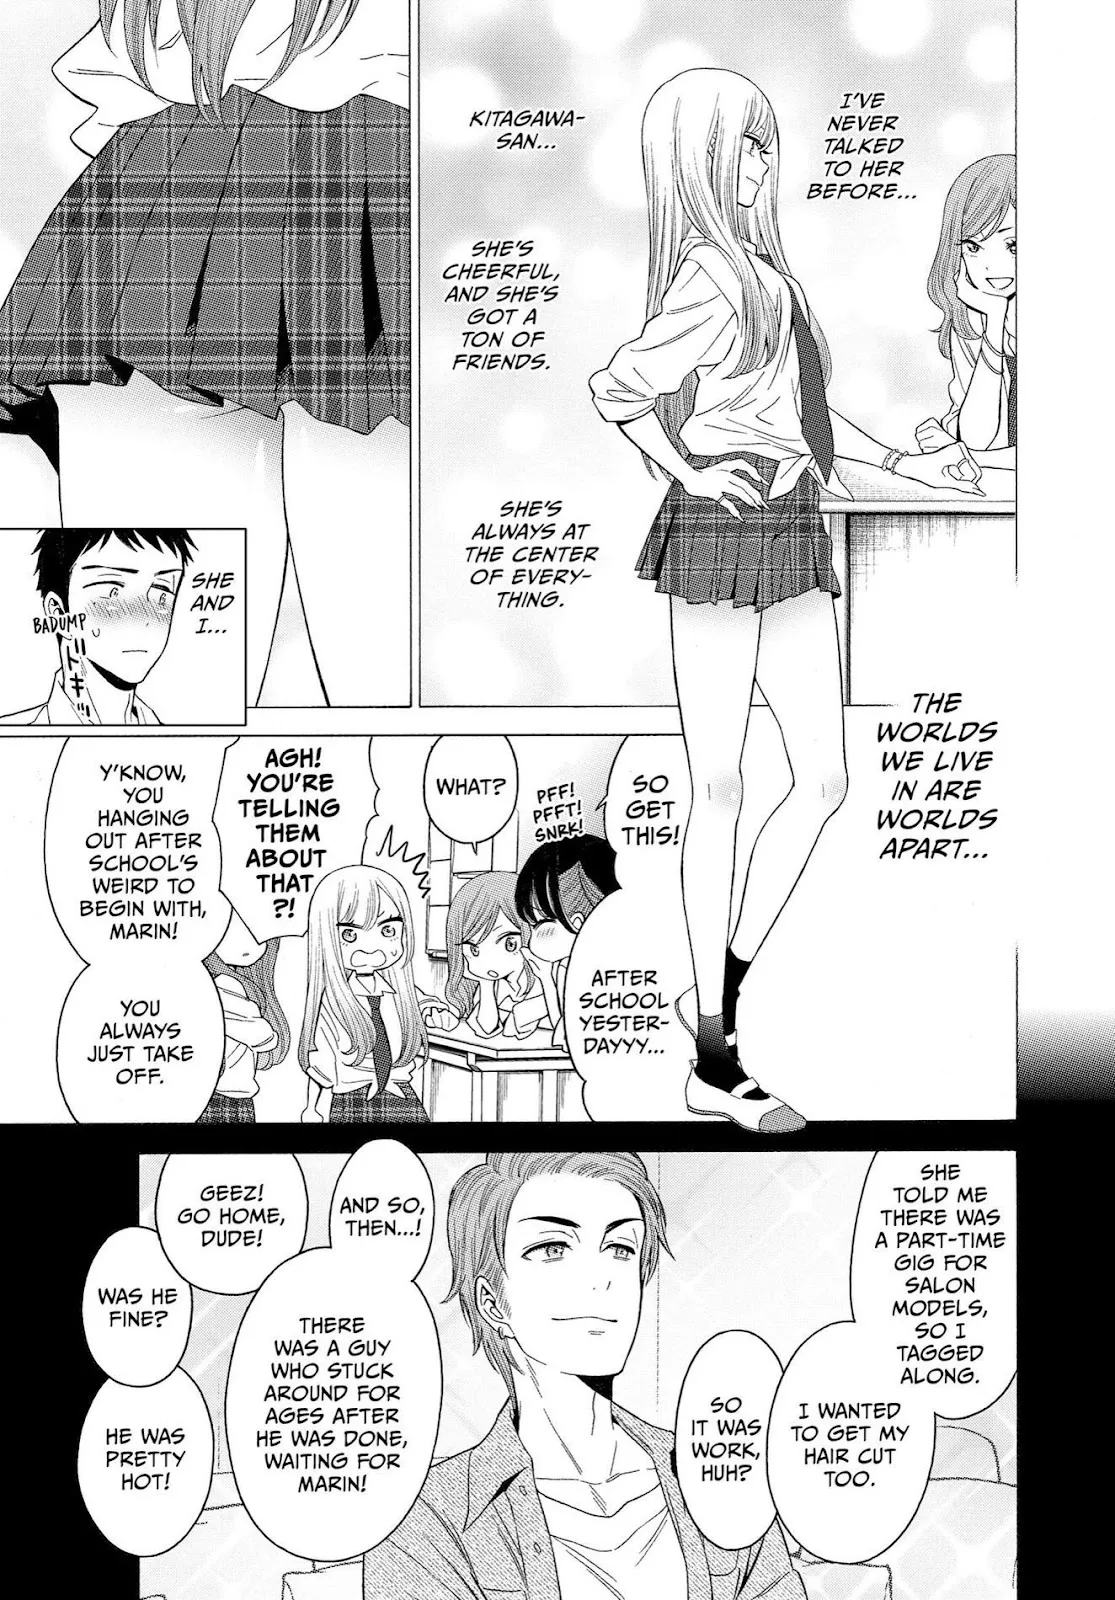 I'VE
NEVER
TALKED
TO HER
BEFORE...
KITAGAWA-
SAN...
SHE'S
CHEERFUL,
AND SHE'S
GOT A
TON OF
FRIENDS.
SHE'S
ALWAYS AT
THE CENTER
OF EVERY-
THING.
SHE
AND
I...
BADUMP
ドキッ
THE
WORLDS
WE LIVE
IN ARE
WORLDS
APART...
SO
GET
THIS!
AFTER
SCHOOL
YESTER-
DAYYY...
PFF!
PFFT!
SNRK!
WHAT?
AGH!
YOU'RE
TELLING
THEM
ABOUT
THAT
?!
Y'KNOW,
YOU
HANGING
OUT AFTER
SCHOOL'S
WEIRD TO
BEGIN WITH,
MARIN!
YOU
ALWAYS
JUST TAKE
OFF.
SHE
TOLD ME
THERE WAS
A PART-TIME
GIG FOR
SALON
MODELS,
SO I
TAGGED
ALONG.
I WANTED
TO GET MY
HAIR CUT
TOO.
SO
IT WAS
WORK,
HUH?
AND SO,
THEN...!
THERE
WAS A GUY
WHO STUCK
AROUND FOR
AGES AFTER
HE WAS DONE,
WAITING FOR
MARIN!
GEEZ!
GO HOME,
DUDE!
WAS HE
FINE?
HE WAS
PRETTY
HOT!